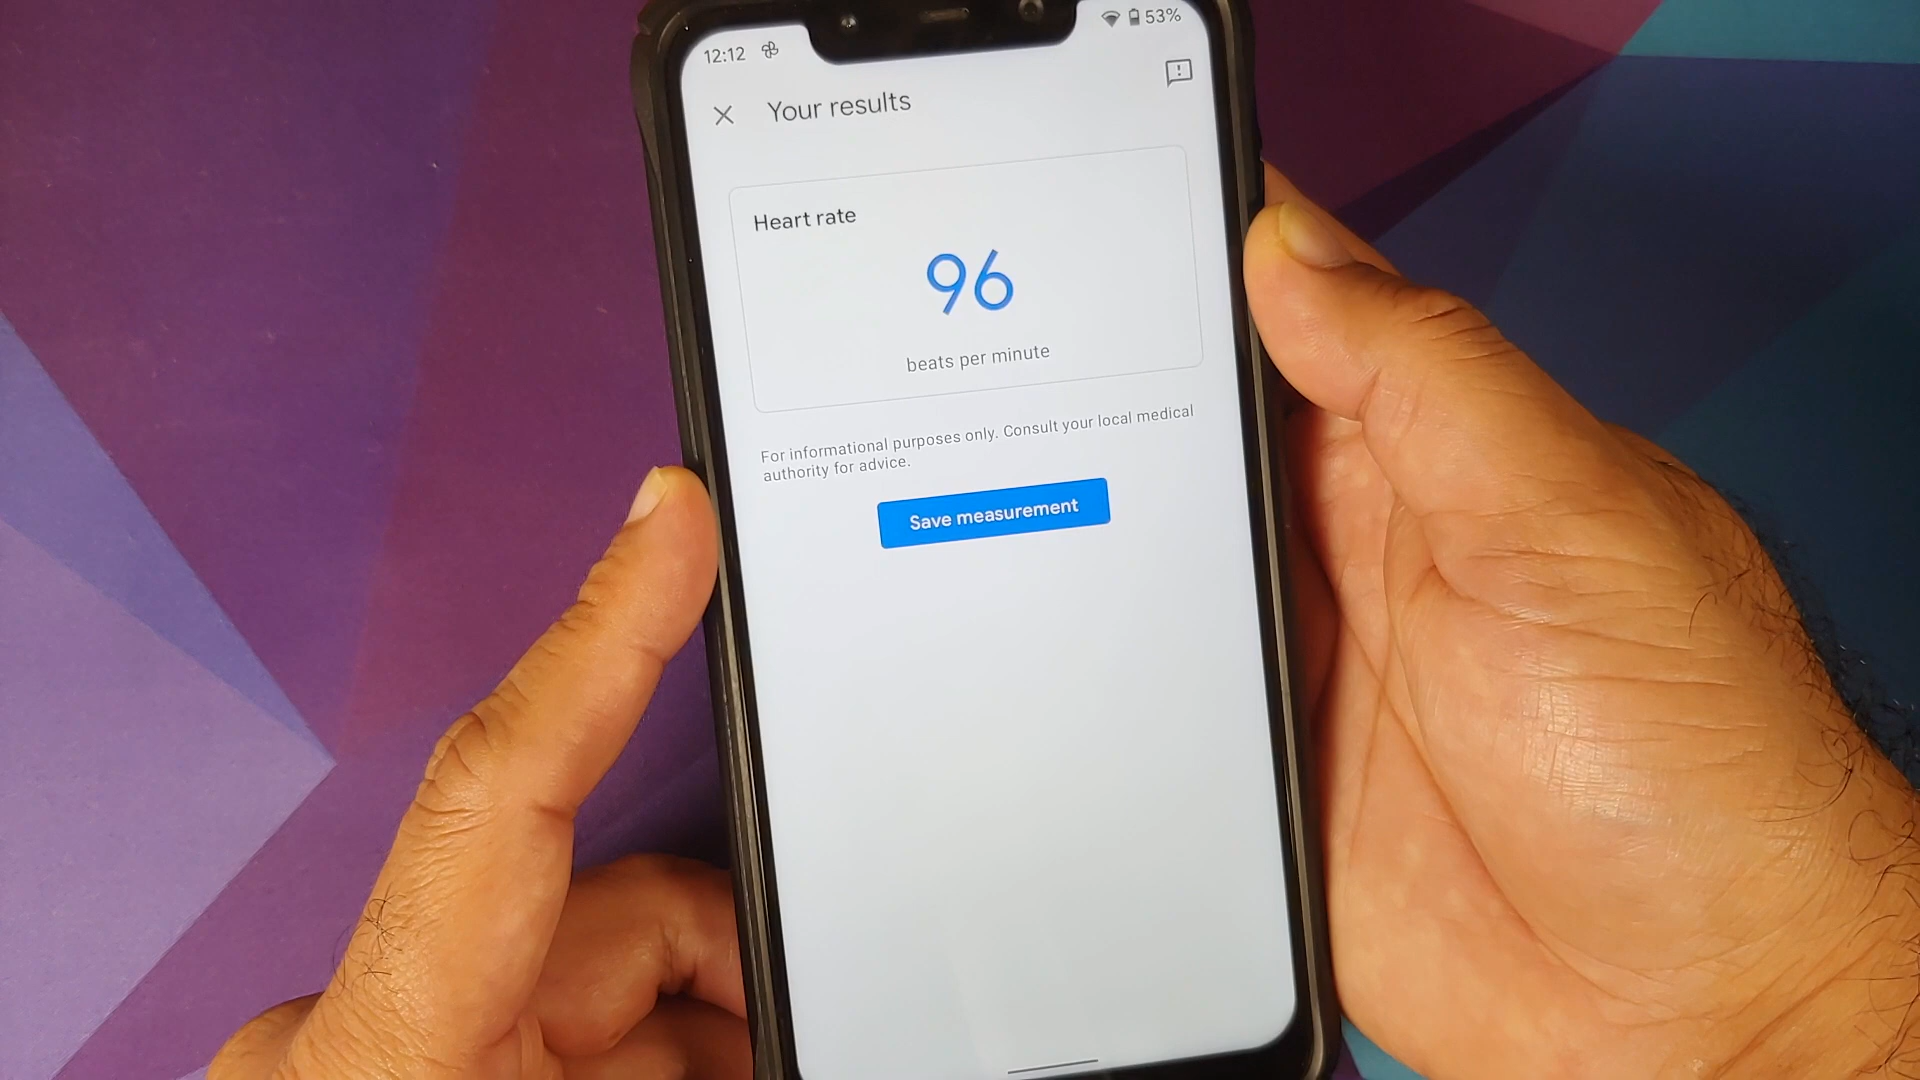 12:12
53%
Your results
Heart rate
96
beats per minute
For informational purposes only. Consult your local medical
authority for advice.
Save measurement